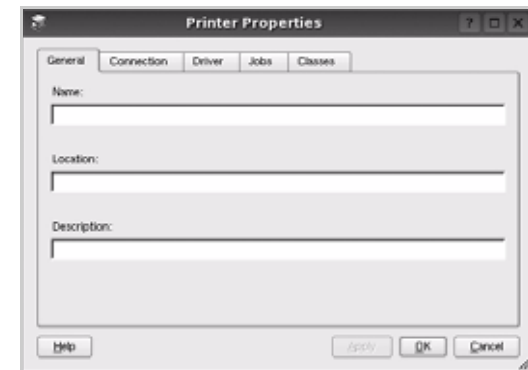 Printer Properties
General Connection Driver Jobs Classes
Name:
Location:
Description:
Help Apply OK Cancel